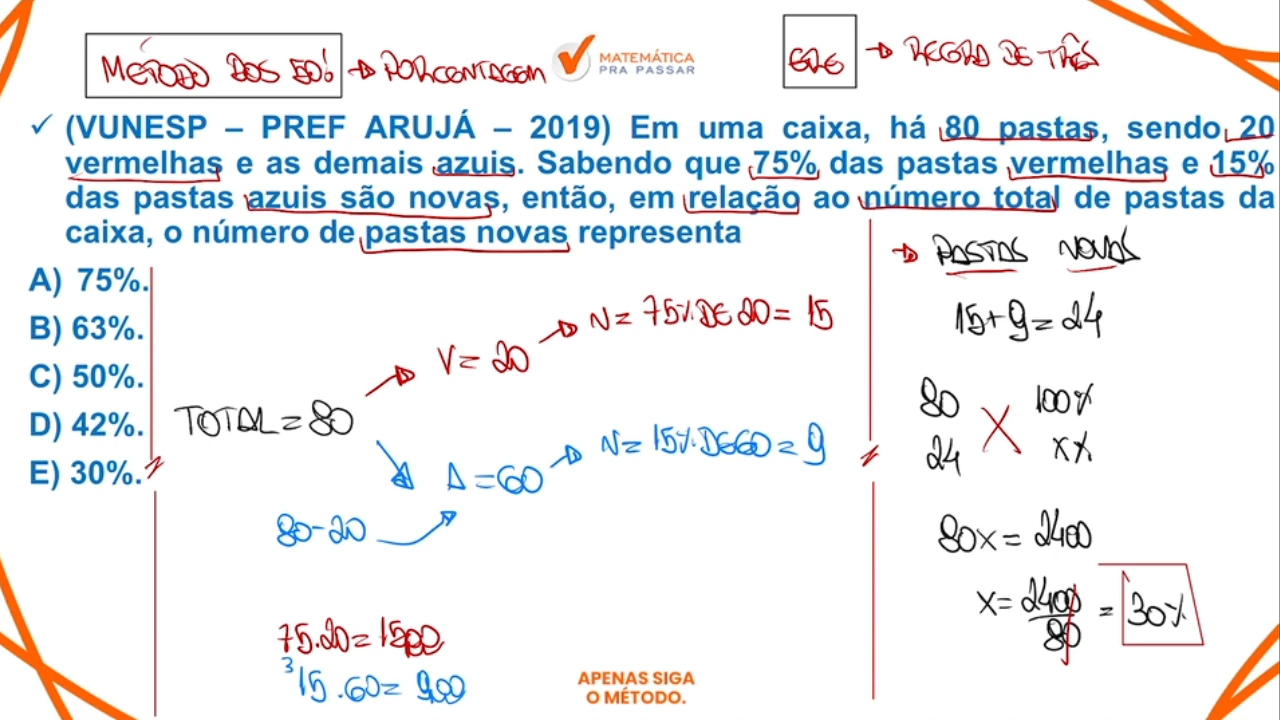 MÉTODO DOS 50! → PORCENTAGEM
MATEMÁTICA
PRA PASSAR
→ REGRA DE TRÊS
✓ (VUNESP – PREF ARUJÁ – 2019) Em uma caixa, há 80 pastas, sendo 20
vermelhas e as demais azuis. Sabendo que 75% das pastas vermelhas e 15%
das pastas azuis são novas, então, em relação ao número total de pastas da
caixa, o número de pastas novas representa
A) 75%.
B) 63%.
C) 50%.
D) 42%.
E) 30%.
TOTAL = 80
V = 20
N = 75% DE 20 = 15
A = 60
N = 15% DE 60 = 9
80-20
75.20 = 1500
3
15.60 = 900
→ PASTAS NOVAS
15+9 = 24
80 100%
24 X%
80x = 2400
x = 2400/80 = 30%
APENAS SIGA
O MÉTODO.